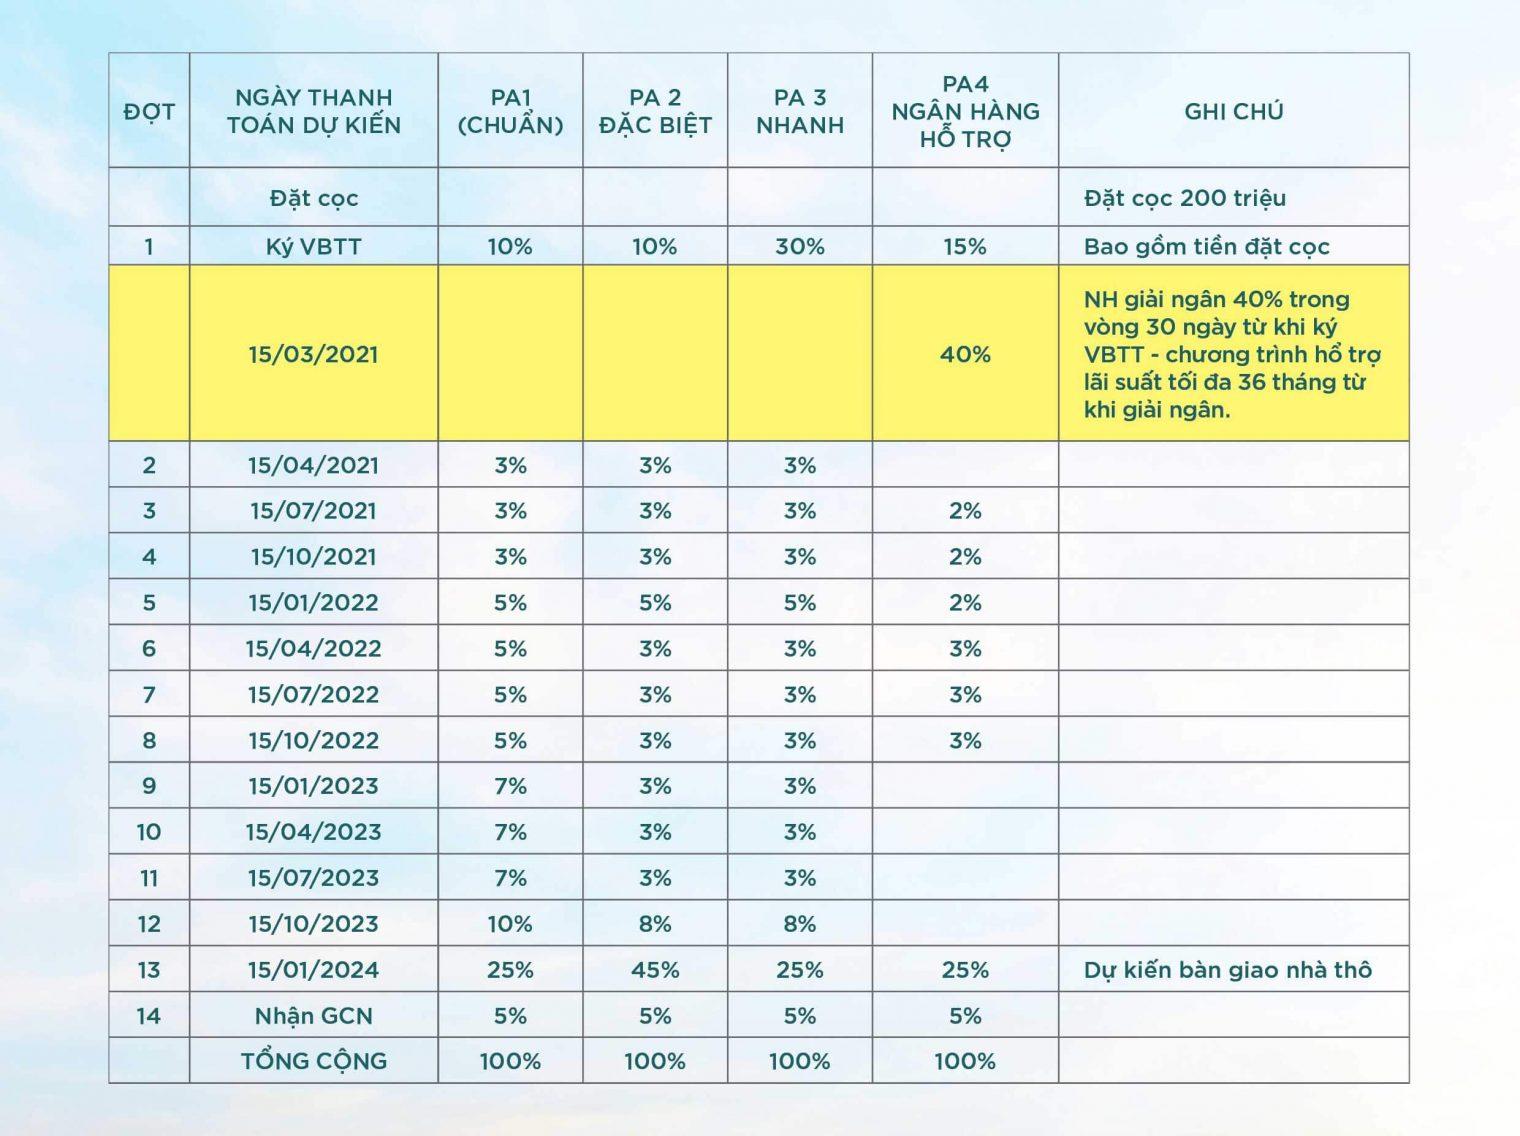 ĐỢT NGÀY THANH TOÁN DỰ KIẾN PA1 (CHUẨN) PA 2 ĐẶC BIỆT PA 3 NHANH PA4 NGÂN HÀNG HỖ TRỢ GHI CHÚ
Đặt cọc Đặt cọc 200 triệu
1 Ký VBTT 10% 10% 30% 15% Bao gồm tiền đặt cọc
15/03/2021 40% NH giải ngân 40% trong
vòng 30 ngày từ khi ký
VBTT - chương trình hổ trợ
lãi suất tối đa 36 tháng từ
khi giải ngân.
2 15/04/2021 3% 3% 3%
3 15/07/2021 3% 3% 3% 2%
4 15/10/2021 3% 3% 3% 2%
5 15/01/2022 5% 5% 5% 2%
6 15/04/2022 5% 3% 3% 3%
7 15/07/2022 5% 3% 3% 3%
8 15/10/2022 5% 3% 3% 3%
9 15/01/2023 7% 3% 3%
10 15/04/2023 7% 3% 3%
11 15/07/2023 7% 3% 3%
12 15/10/2023 10% 8% 8%
13 15/01/2024 25% 45% 25% 25% Dự kiến bàn giao nhà thô
14 Nhận GCN 5% 5% 5% 5%
TỔNG CỘNG 100% 100% 100% 100%